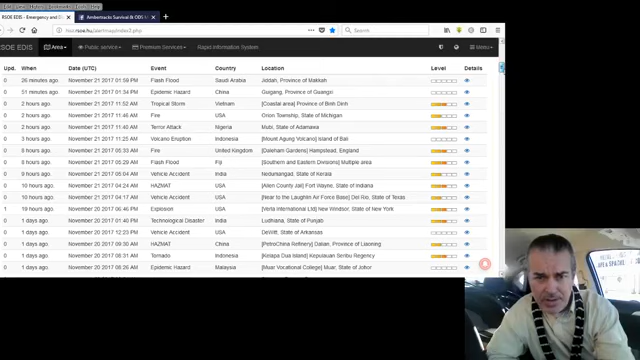 RSOE EDIS - Emergency and D
Ambertracks Survival & ODS M
RSOE EDIS Area Public service Premium Services Rapid Information System Menu
Upd. When Date (UTC) Event Country Location Level Details
0 26 minutes ago. November 21 2017 01:59 PM Flash Flood Saudi Arabia Jiddah, Province of Makkah
0 51 minutes ago. November 21 2017 01:34 PM Epidemic Hazard China Guigang, Province of Guangxi
0 2 hours ago. November 21 2017 11:52 AM Tropical Storm Vietnam [Coastal area] Province of Binh Dinh
0 2 hours ago. November 21 2017 11:48 AM Fire USA Orion Township, State of Michigan
0 2 hours ago. November 21 2017 11:40 AM Terror Attack Nigeria Mubi, State of Adamawa
0 3 hours ago. November 21 2017 11:25 AM Volcano Eruption Indonesia [Mount Agung Volcano] Island of Bali
0 8 hours ago. November 21 2017 05:35 AM Fire United Kingdom [Daleham Gardens] Hampstead, England
0 8 hours ago. November 21 2017 05:29 AM Flash Flood Fiji [Southern and Eastern Divisions] Multiple area
0 9 hours ago. November 21 2017 05:04 AM Vehicle Accident India Nedumangad, State of Kerala
0 10 hours ago. November 21 2017 04:24 AM HAZMAT USA [Allen County Jail] Fort Wayne, State of Indiana
0 10 hours ago. November 21 2017 04:17 AM Vehicle Accident USA [Near to the Laughlin Air Force Base] Del Rio, State of Texas
1 19 hours ago. November 20 2017 06:46 PM Explosion USA [Verla International Ltd] New Windsor, State of New York
0 1 days ago. November 20 2017 01:40 PM Technological Disaster India Ludhiana, State of Punjab
0 1 days ago. November 20 2017 12:23 PM Vehicle Accident USA DeWitt, State of Arkansas
0 1 days ago. November 20 2017 09:30 AM HAZMAT China [PetroChina Refinery] Dalian, Province of Liaoning
0 1 days ago. November 20 2017 08:31 AM Tornado Indonesia [Kelapa Dua Island] Kepulauan Seribu Regency
0 1 days ago. November 20 2017 08:26 AM Epidemic Hazard Malaysia [Muar Vocational College] Muar, State of Johor